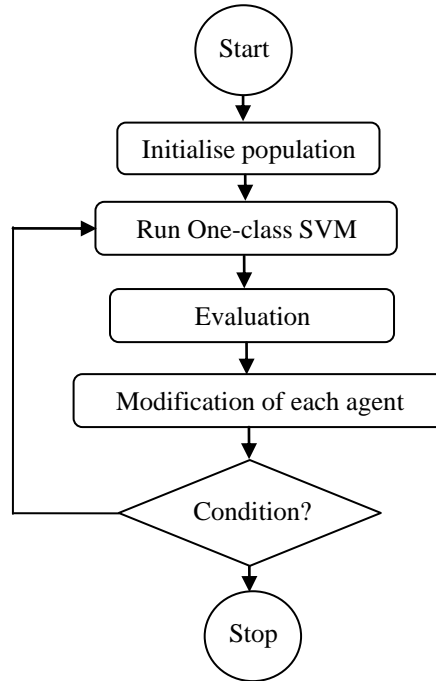 Start
Initialise population
Run One-class SVM
Evaluation
Modification of each agent
Condition?
Stop